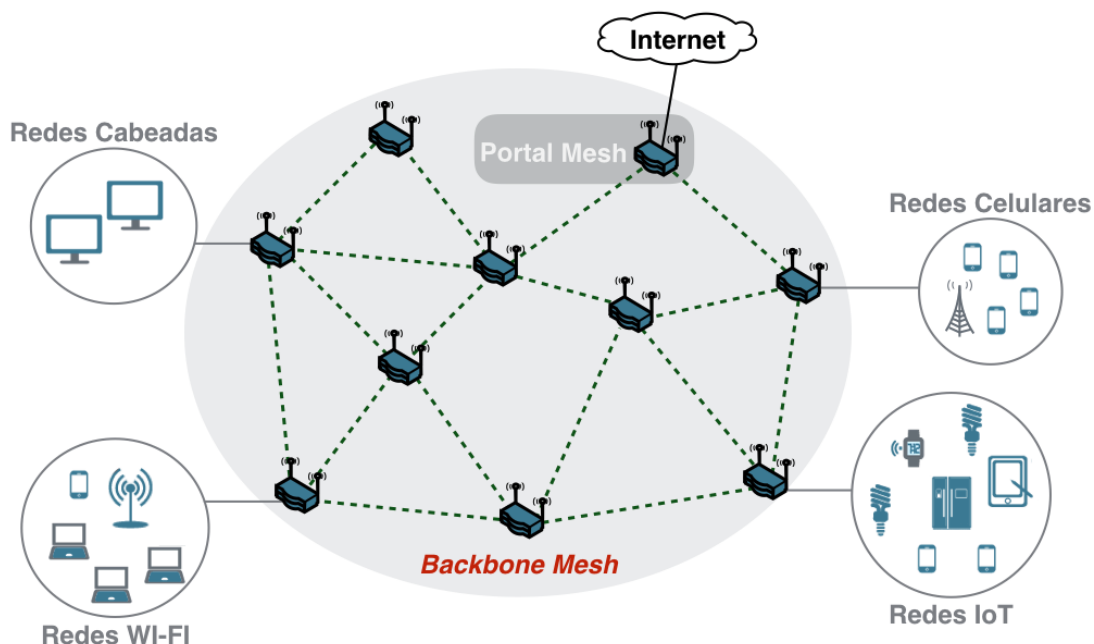 Internet
Redes Cabeadas
Portal Mesh
Redes Celulares
Backbone Mesh
Redes WI-FI
Redes IoT